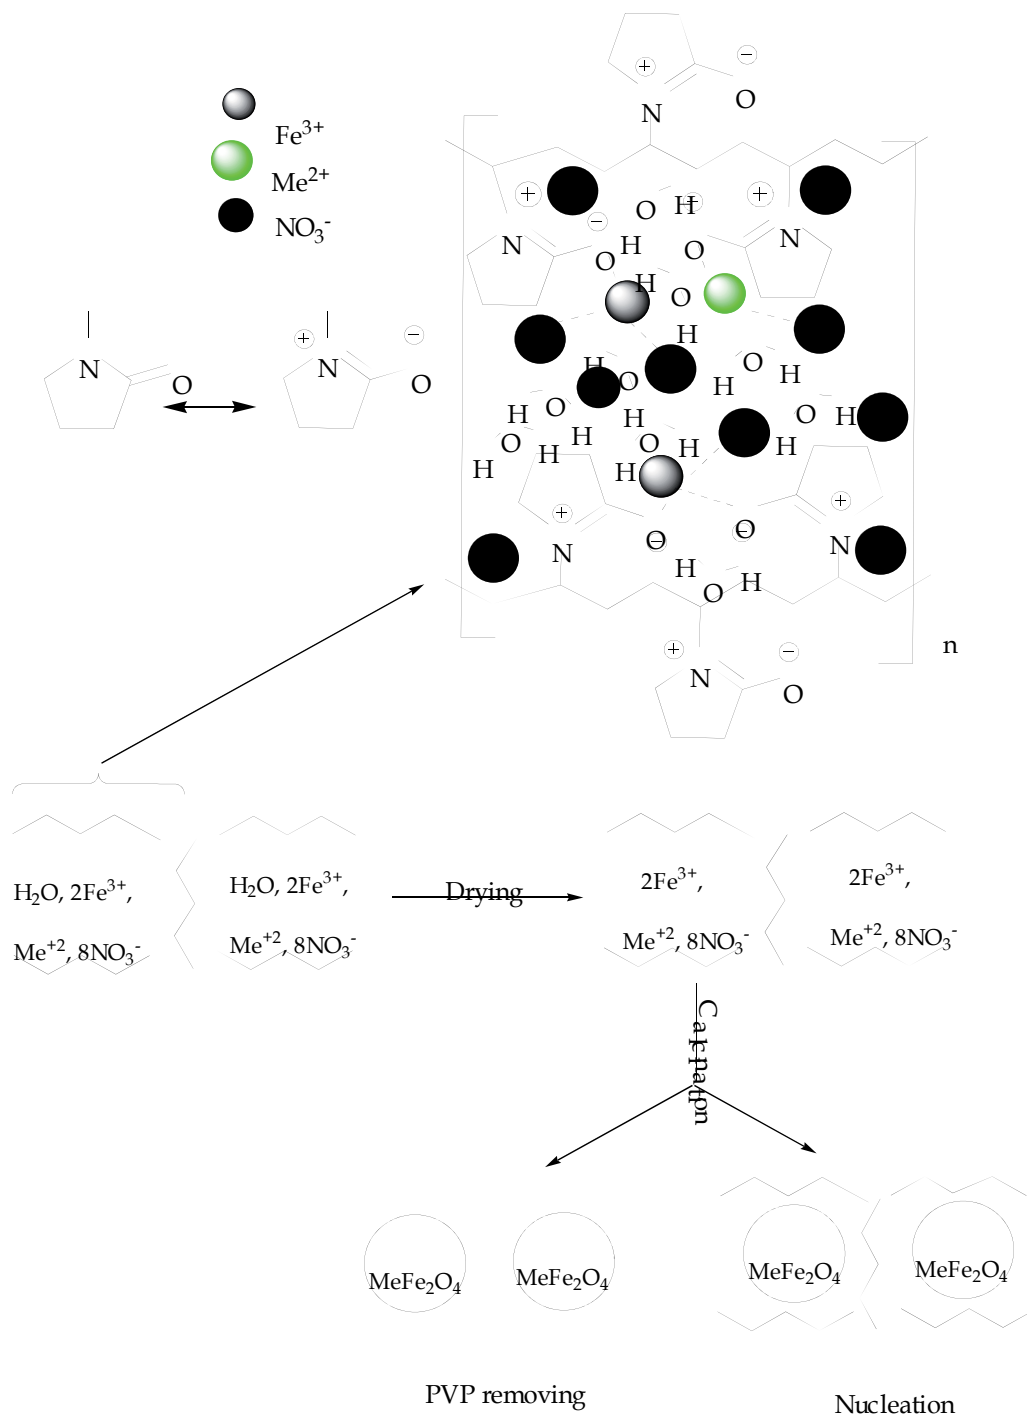 O
N
Fe3+
Me2+
NO3-
H
O
H
N
O
O
N
O
H
H
O
N
N
O
O
H
H
O
H
H
O
H
O
H
O
H
O
H
H
O
O
H
H
H
H
H
O
O
N
N
H
H
O
n
N
O
H2O, 2Fe3+,
Me+2, 8NO3-
H2O, 2Fe3+,
Me+2, 8NO3-
Drying
2Fe3+,
Me+2, 8NO3-
2Fe3+,
Me+2, 8NO3-
Calcination
MeFe2O4
MeFe2O4
MeFe2O4
MeFe2O4
PVP removing
Nucleation